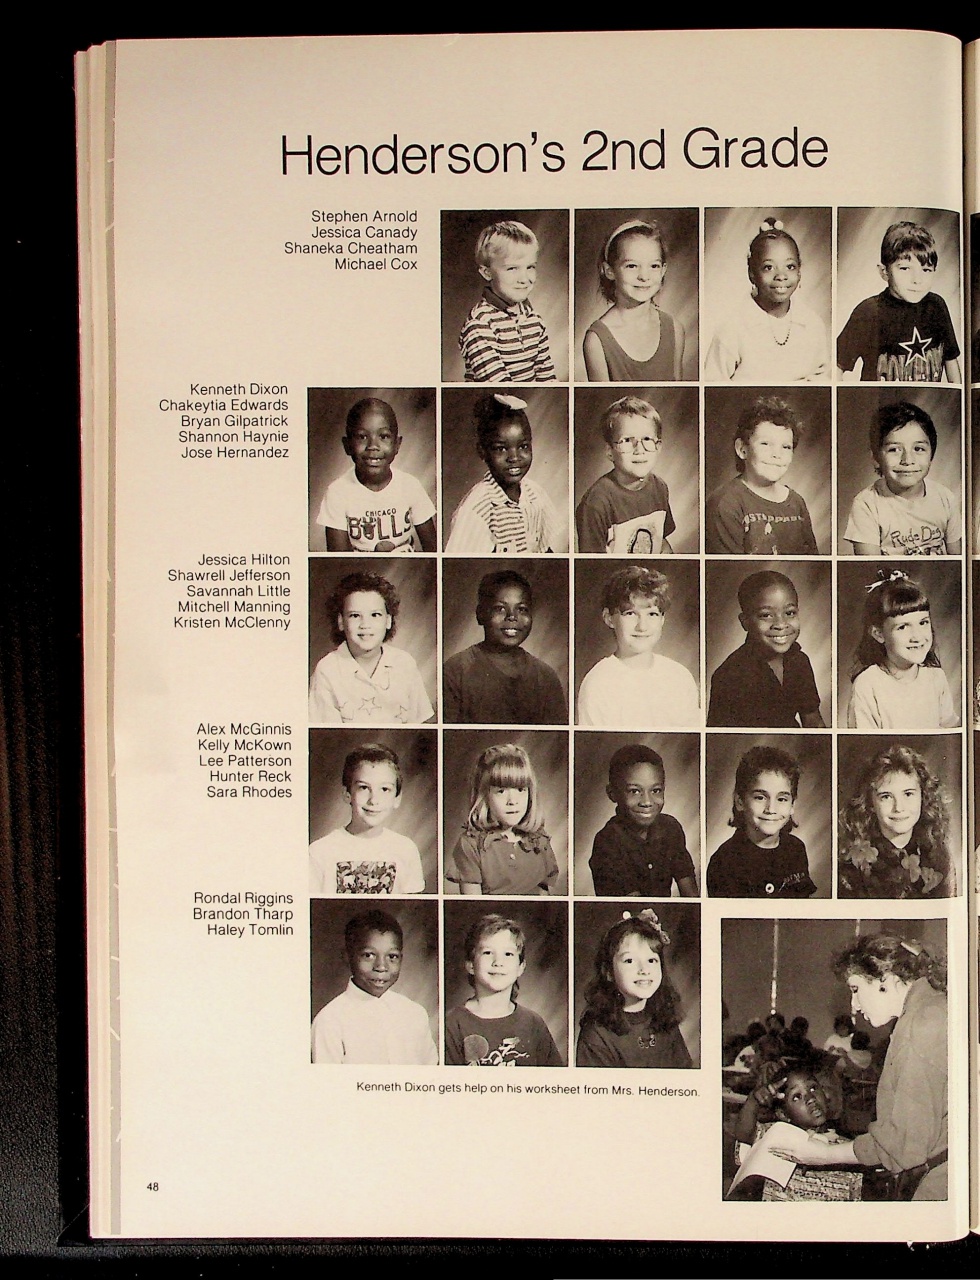 Henderson's 2nd Grade
Stephen Arnold
Jessica Canady
Shaneka Cheatham
Michael Cox
Kenneth Dixon
Chakeytia Edwards
Bryan Gilpatrick
Shannon Haynie
Jose Hernandez
CHICAGO
BULLS
Rude Dog
Jessica Hilton
Shawrell Jefferson
Savannah Little
Mitchell Manning
Kristen McClenny
Alex McGinnis
Kelly McKown
Lee Patterson
Hunter Reck
Sara Rhodes
Rondal Riggins
Brandon Tharp
Haley Tomlin
Kenneth Dixon gets help on his worksheet from Mrs. Henderson.
48